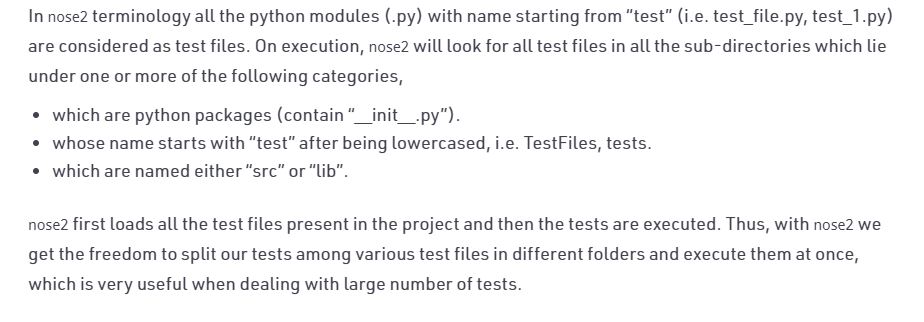 In nose2 terminology all the python modules (.py) with name starting from “test” (i.e. test_file.py, test_1.py)
are considered as test files. On execution, nose2 will look for all test files in all the sub-directories which lie
under one or more of the following categories,
• which are python packages (contain “__init__.py”).
• whose name starts with “test” after being lowercased, i.e. TestFiles, tests.
• which are named either “src” or “lib”.
nose2 first loads all the test files present in the project and then the tests are executed. Thus, with nose2 we
get the freedom to split our tests among various test files in different folders and execute them at once,
which is very useful when dealing with large number of tests.